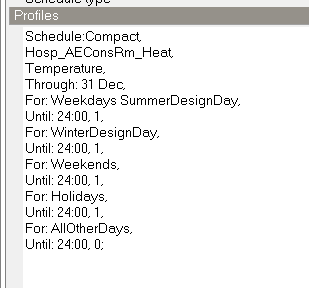 Schedule type
Profiles
Schedule:Compact,
Hosp_AEConsRm_Heat,
Temperature,
Through: 31 Dec,
For: Weekdays SummerDesignDay,
Until: 24:00, 1,
For: WinterDesignDay,
Until: 24:00, 1,
For: Weekends,
Until: 24:00, 1,
For: Holidays,
Until: 24:00, 1,
For: AllOtherDays,
Until: 24:00, 0;